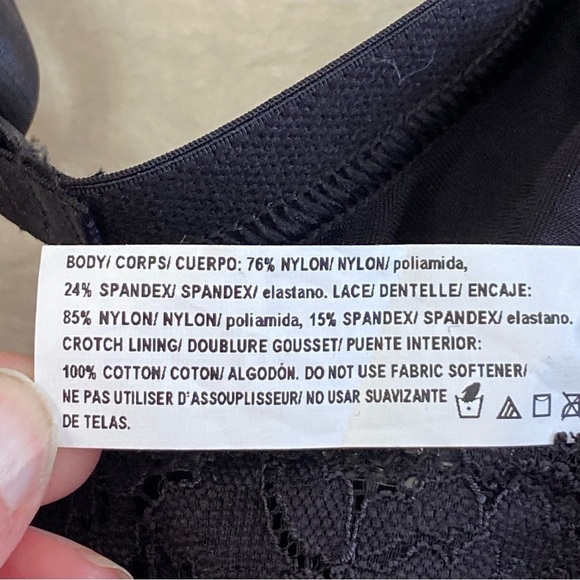 BODY/ CORPS/ CUERPO: 76% NYLON/ NYLON/ poliamida,
24% SPANDEX/ SPANDEX/ elastano. LACE/ DENTELLE/ ENCAJE:
85% NYLON/ NYLON/ poliamida, 15% SPANDEX/ SPANDEX/ elastano.
CROTCH LINING/ DOUBLURE GOUSSET/ PUENTE INTERIOR:
100% COTTON/ COTON/ ALGODÓN. DO NOT USE FABRIC SOFTENER/
NE PAS UTILISER D'ASSOUPLISSEUR/ NO USAR SUAVIZANTE
DE TELAS.